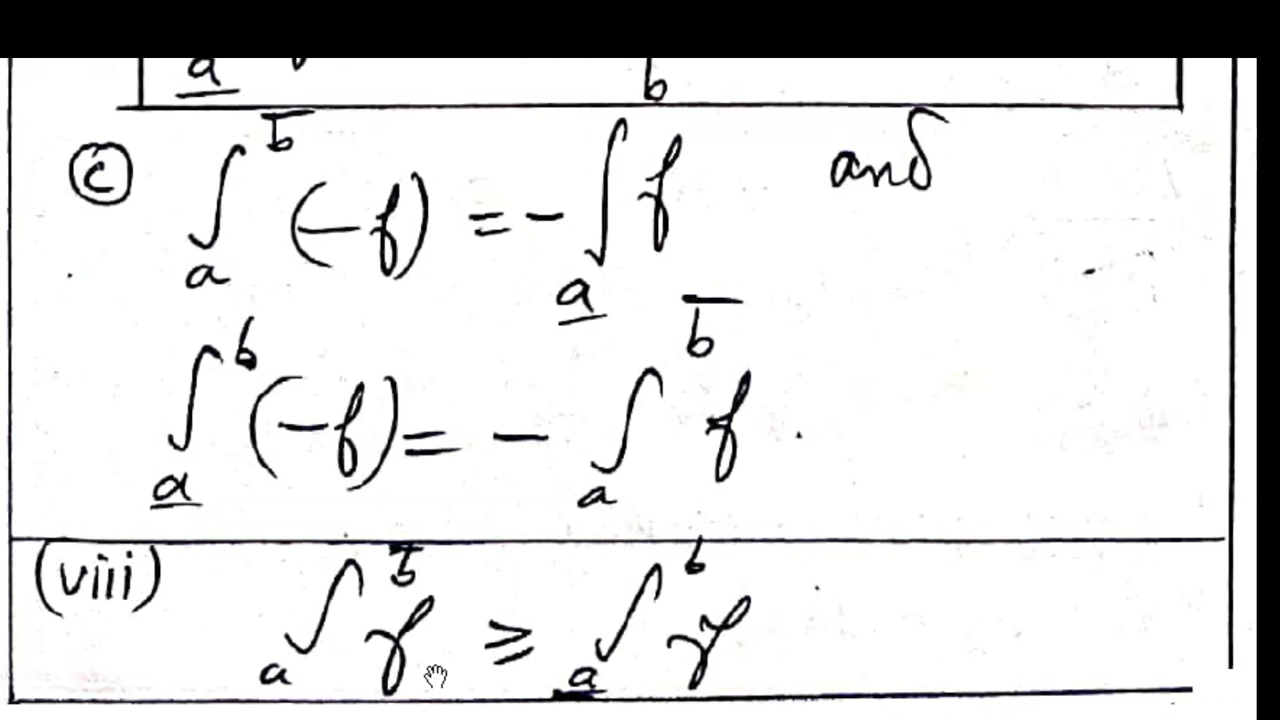 a b
(c) ∫_a^b̅ (-f) = - ∫_a̲ f and
∫_a̲^b (-f) = - ∫_a^b̅ f .
(viii) ∫_a^b̅ f ≥ ∫_a̲^b f